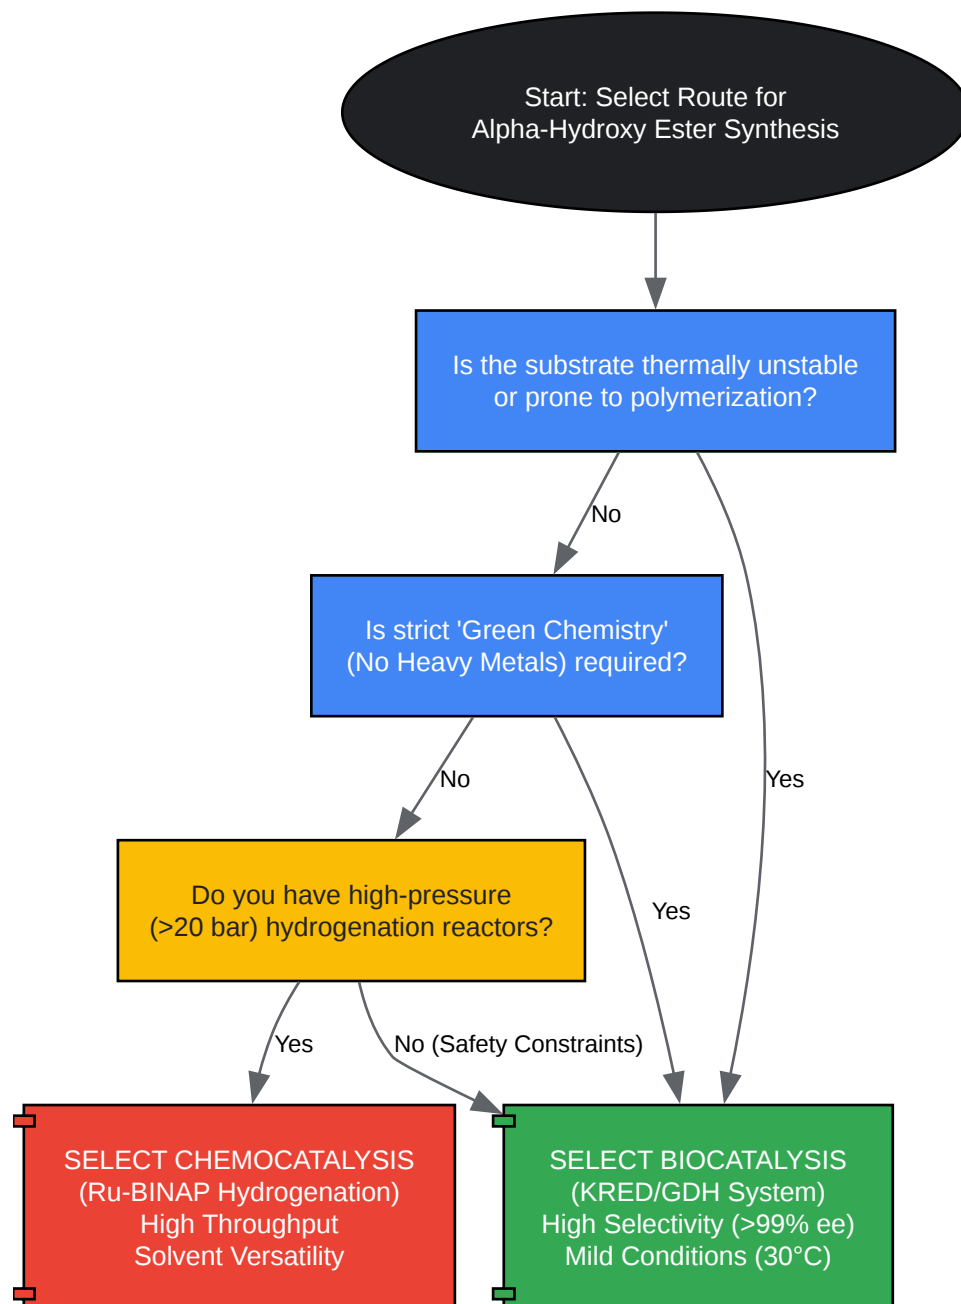 Start: Select Route for
Alpha-Hydroxy Ester Synthesis
Is the substrate thermally unstable
or prone to polymerization?
No
Is strict 'Green Chemistry'
(No Heavy Metals) required?
No
Yes
Do you have high-pressure
(>20 bar) hydrogenation reactors?
Yes
Yes
No (Safety Constraints)
SELECT CHEMOCATALYSIS
(Ru-BINAP Hydrogenation)
High Throughput
Solvent Versatility
SELECT BIOCATALYSIS
(KRED/GDH System)
High Selectivity (>99% ee)
Mild Conditions (30°C)